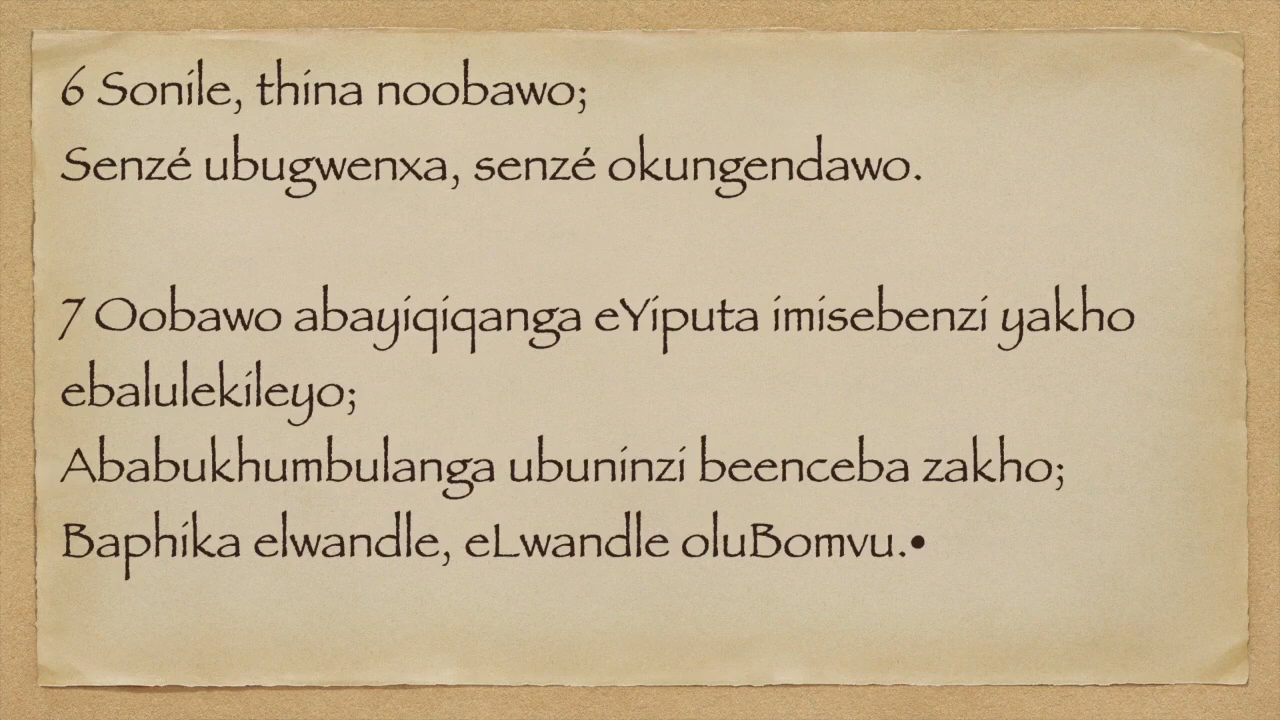 6 Sonile, thina noobawo;
Senzé ubugwenxa, senzé okungendawo.
7 Oobawo abayiqiqanga eYiputa imisebenzi yakho
ebalulekileyo;
Ababukhumbulanga ubuninzi beenceba zakho;
Baphika elwandle, eLwandle oluBomvu.•